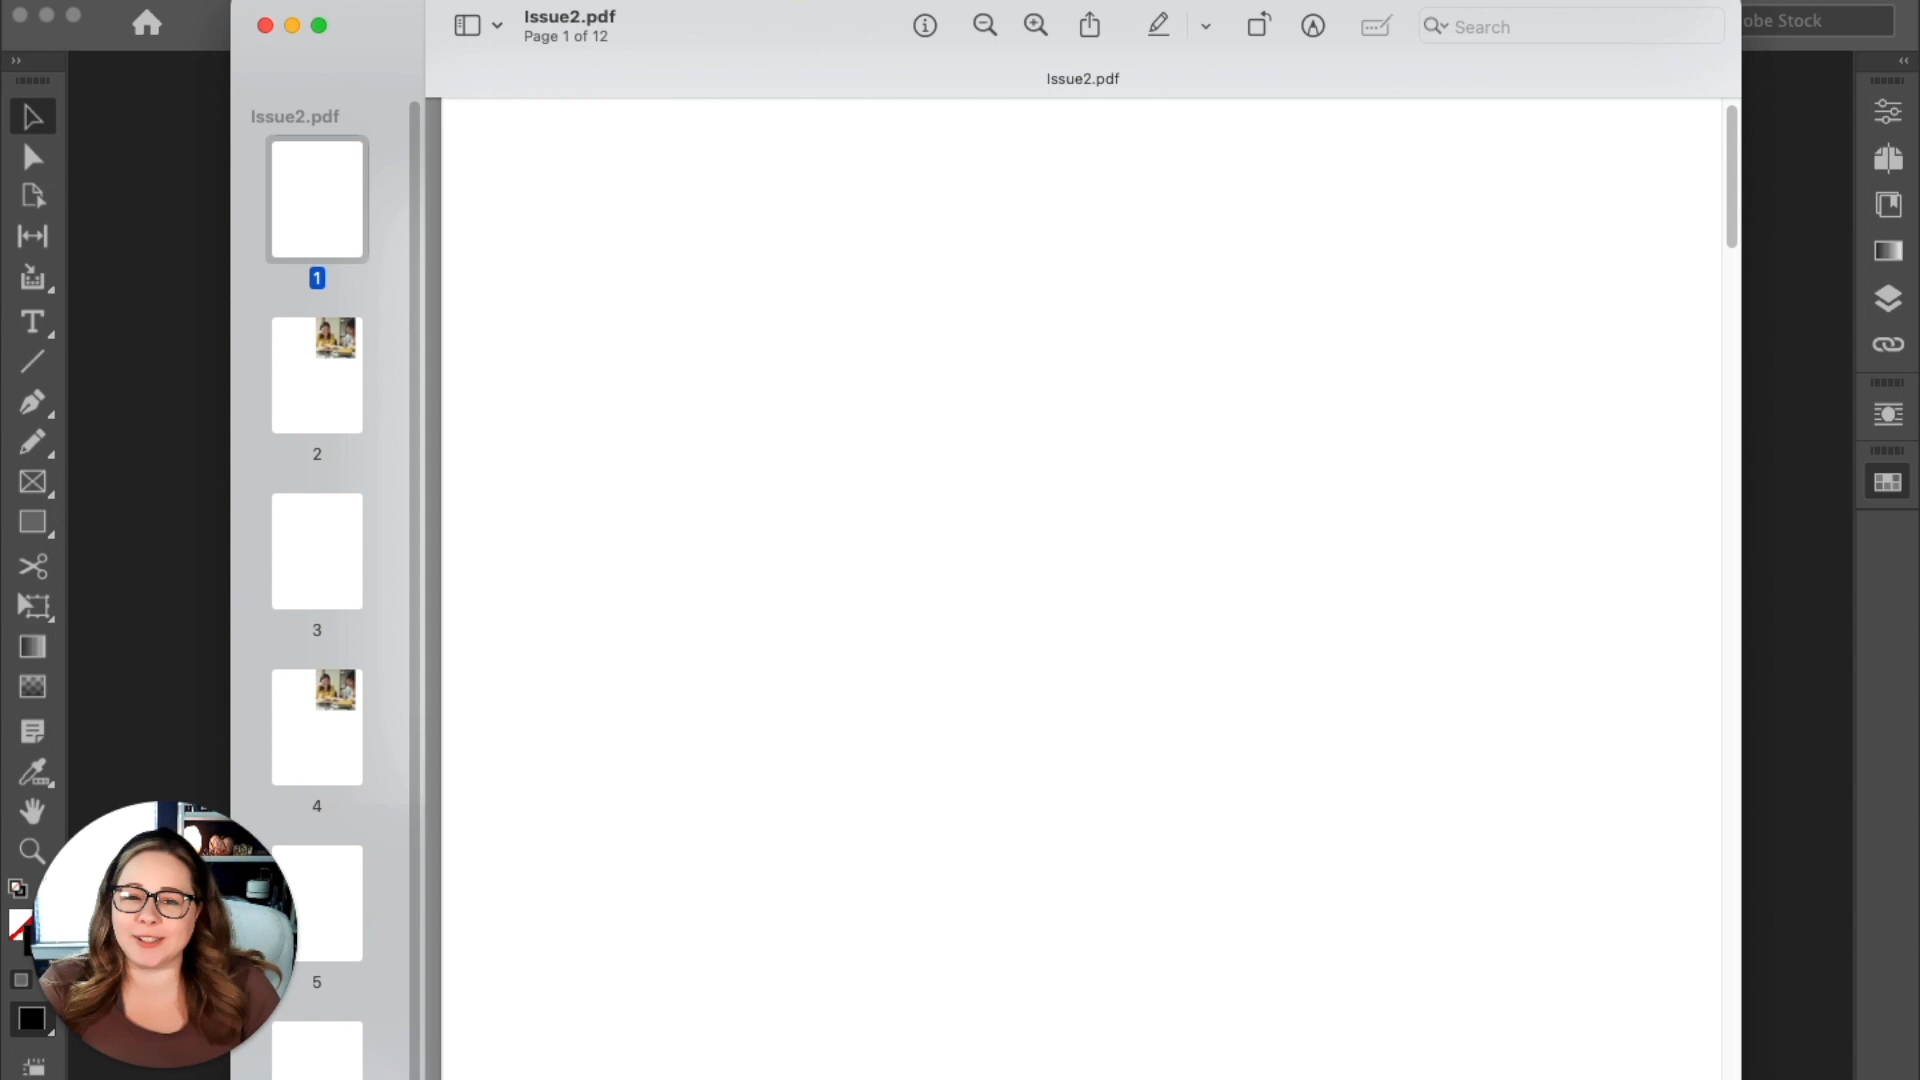 Issue2.pdf
Page 1 of 12
Search
obe Stock
Issue2.pdf
Issue2.pdf
1
2
3
4
5